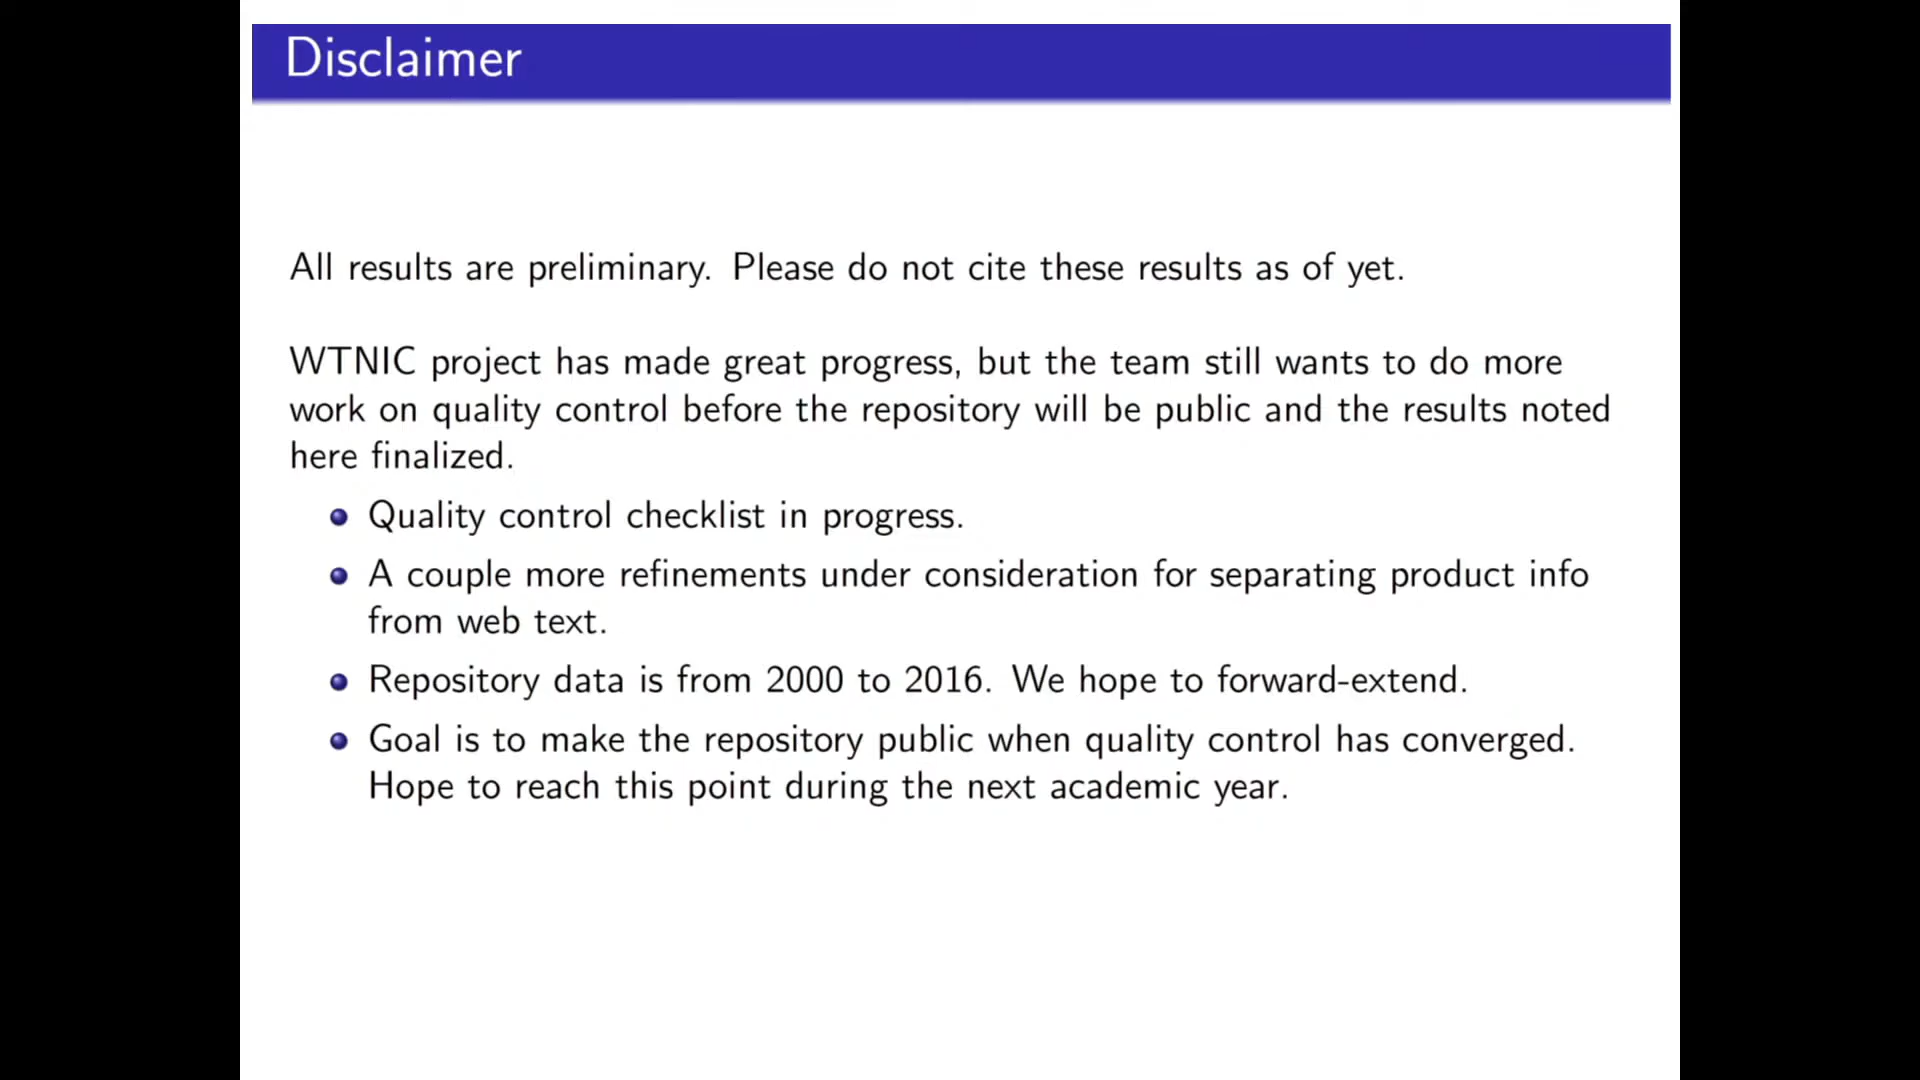 Disclaimer
All results are preliminary. Please do not cite these results as of yet.
WTNIC project has made great progress, but the team still wants to do more
work on quality control before the repository will be public and the results noted
here finalized.
Quality control checklist in progress.
A couple more refinements under consideration for separating product info
from web text.
Repository data is from 2000 to 2016. We hope to forward-extend.
Goal is to make the repository public when quality control has converged.
Hope to reach this point during the next academic year.